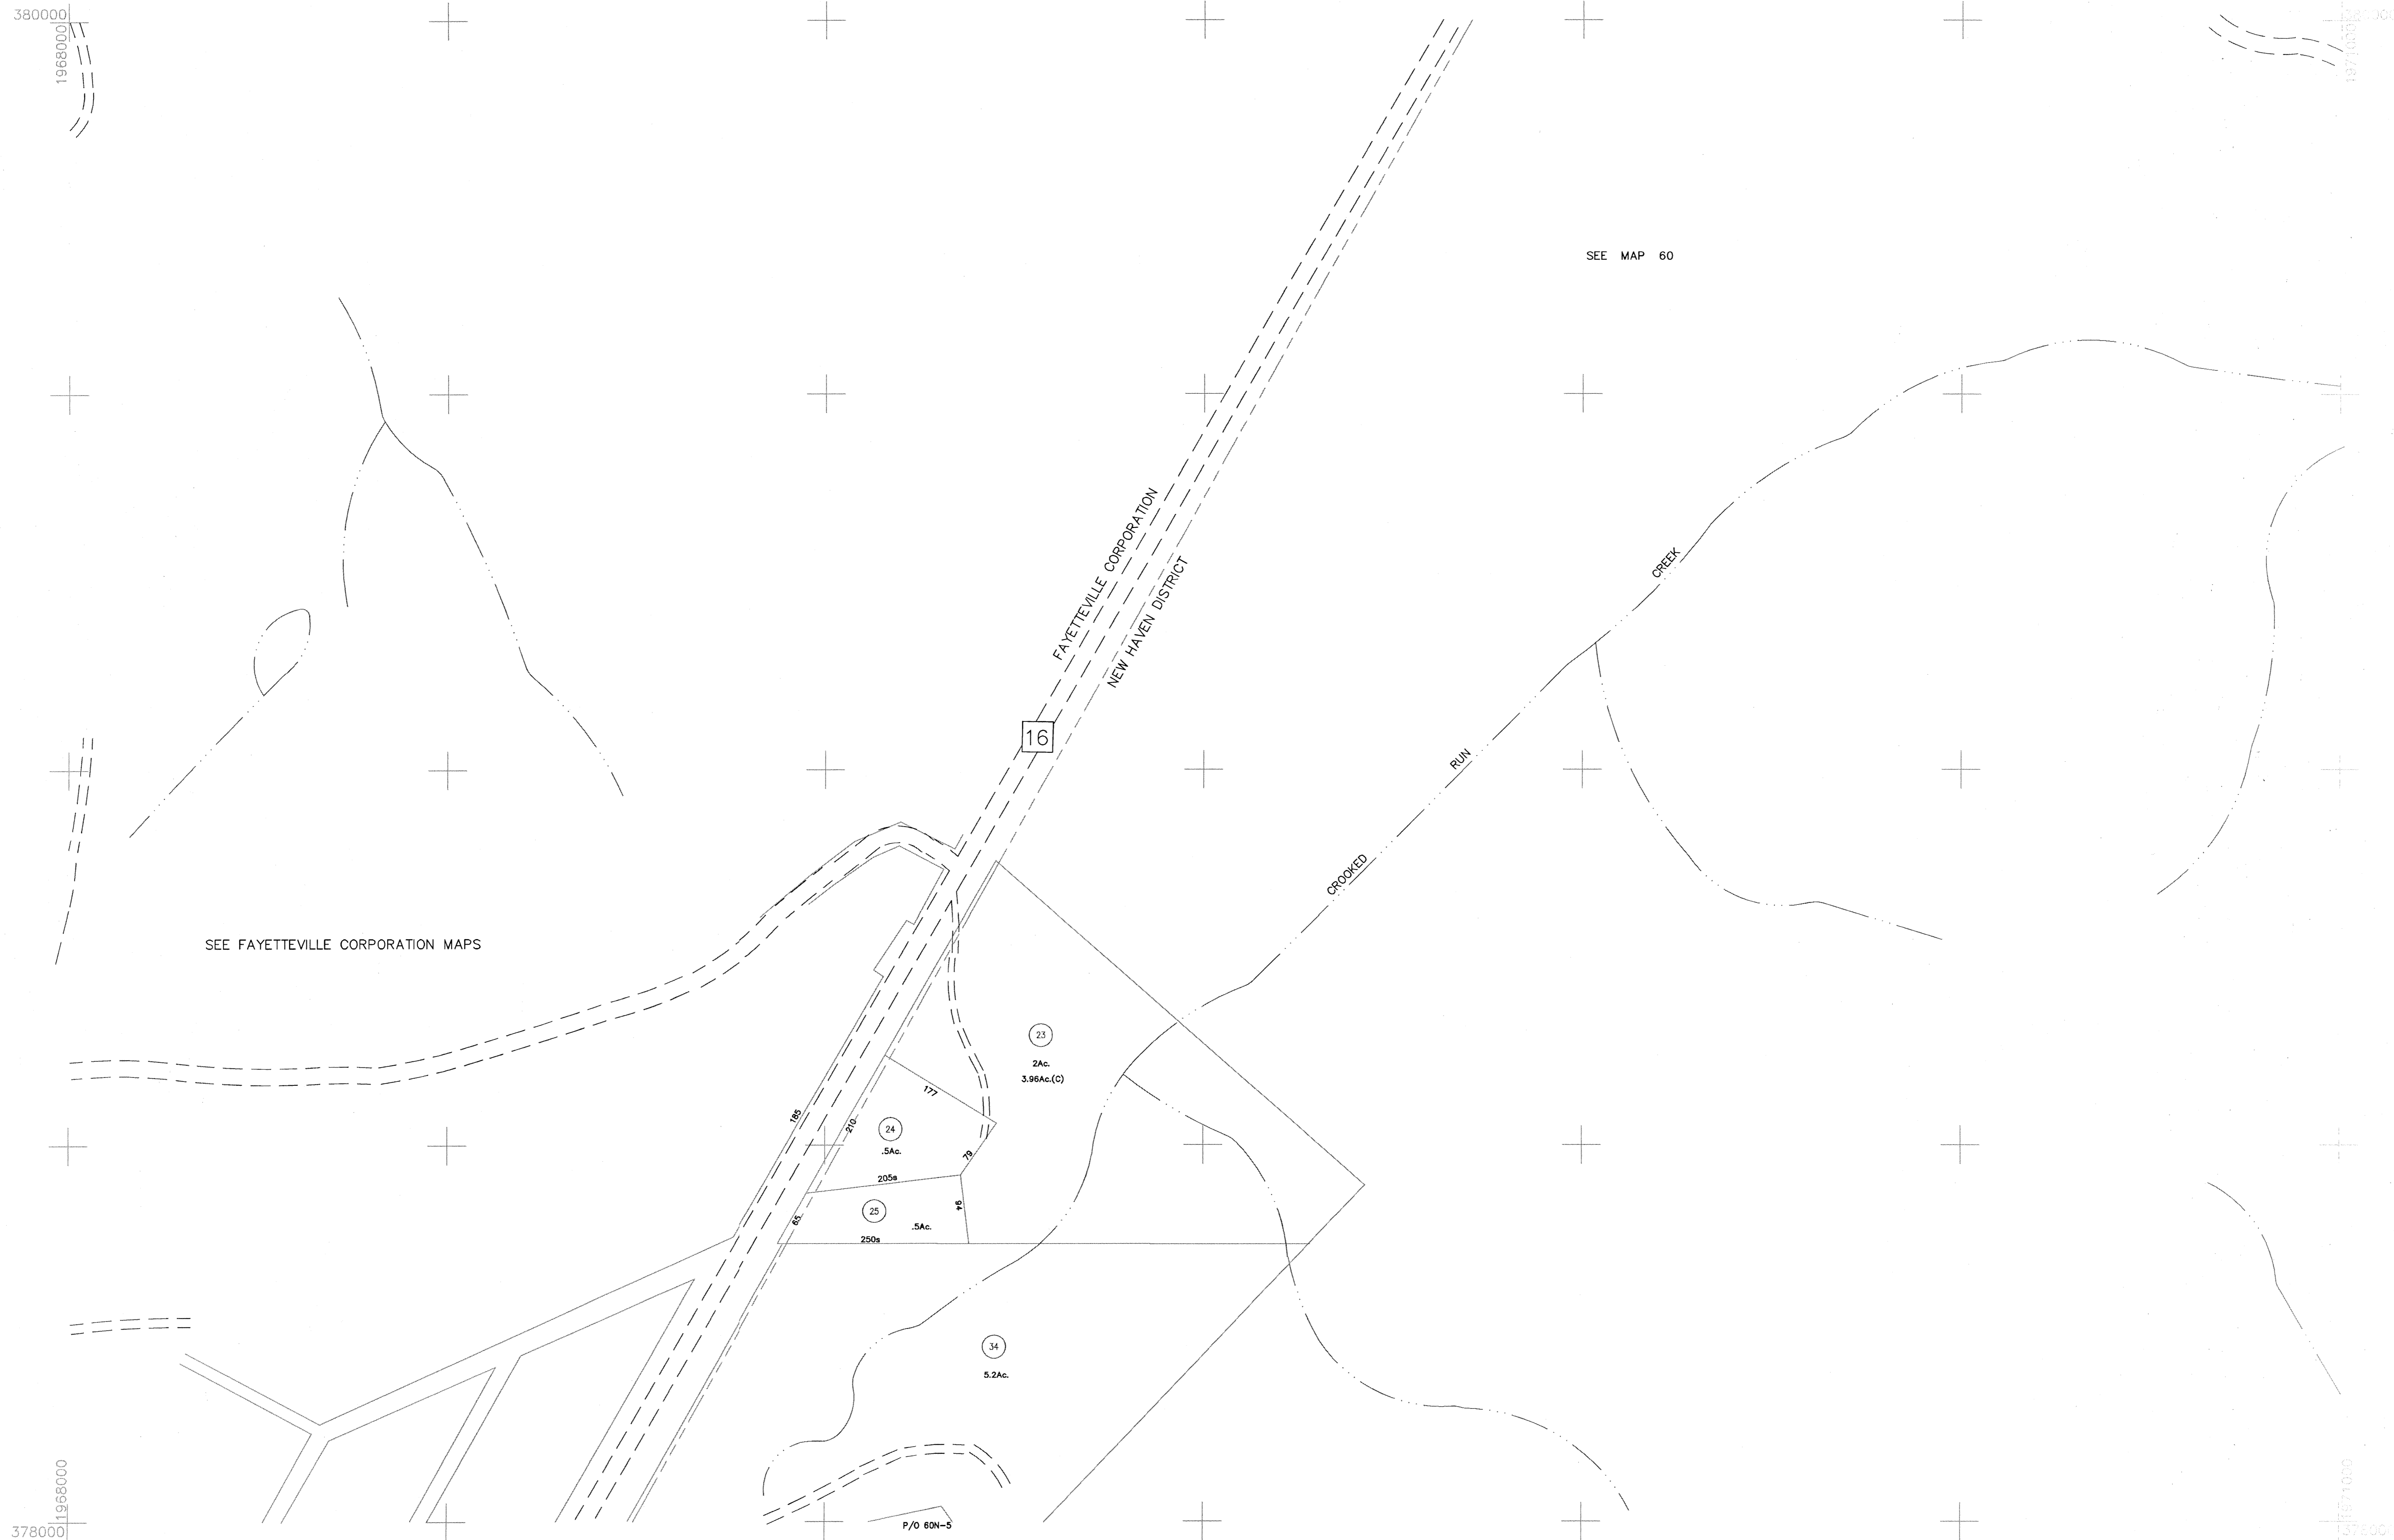 380000
1968000
SEE MAP 60
FAYETTEVILLE CORPORATION
NEW HAVEN DISTRICT
CREEK
16
RUN
CROOKED
SEE FAYETTEVILLE CORPORATION MAPS
23
2Ac.
3.96Ac.(C)
177
185
210
24
.5Ac.
79
205s
94
25
65
.5Ac.
250s
34
5.2Ac.
1968000
1971000
378000
P/O 60N-5